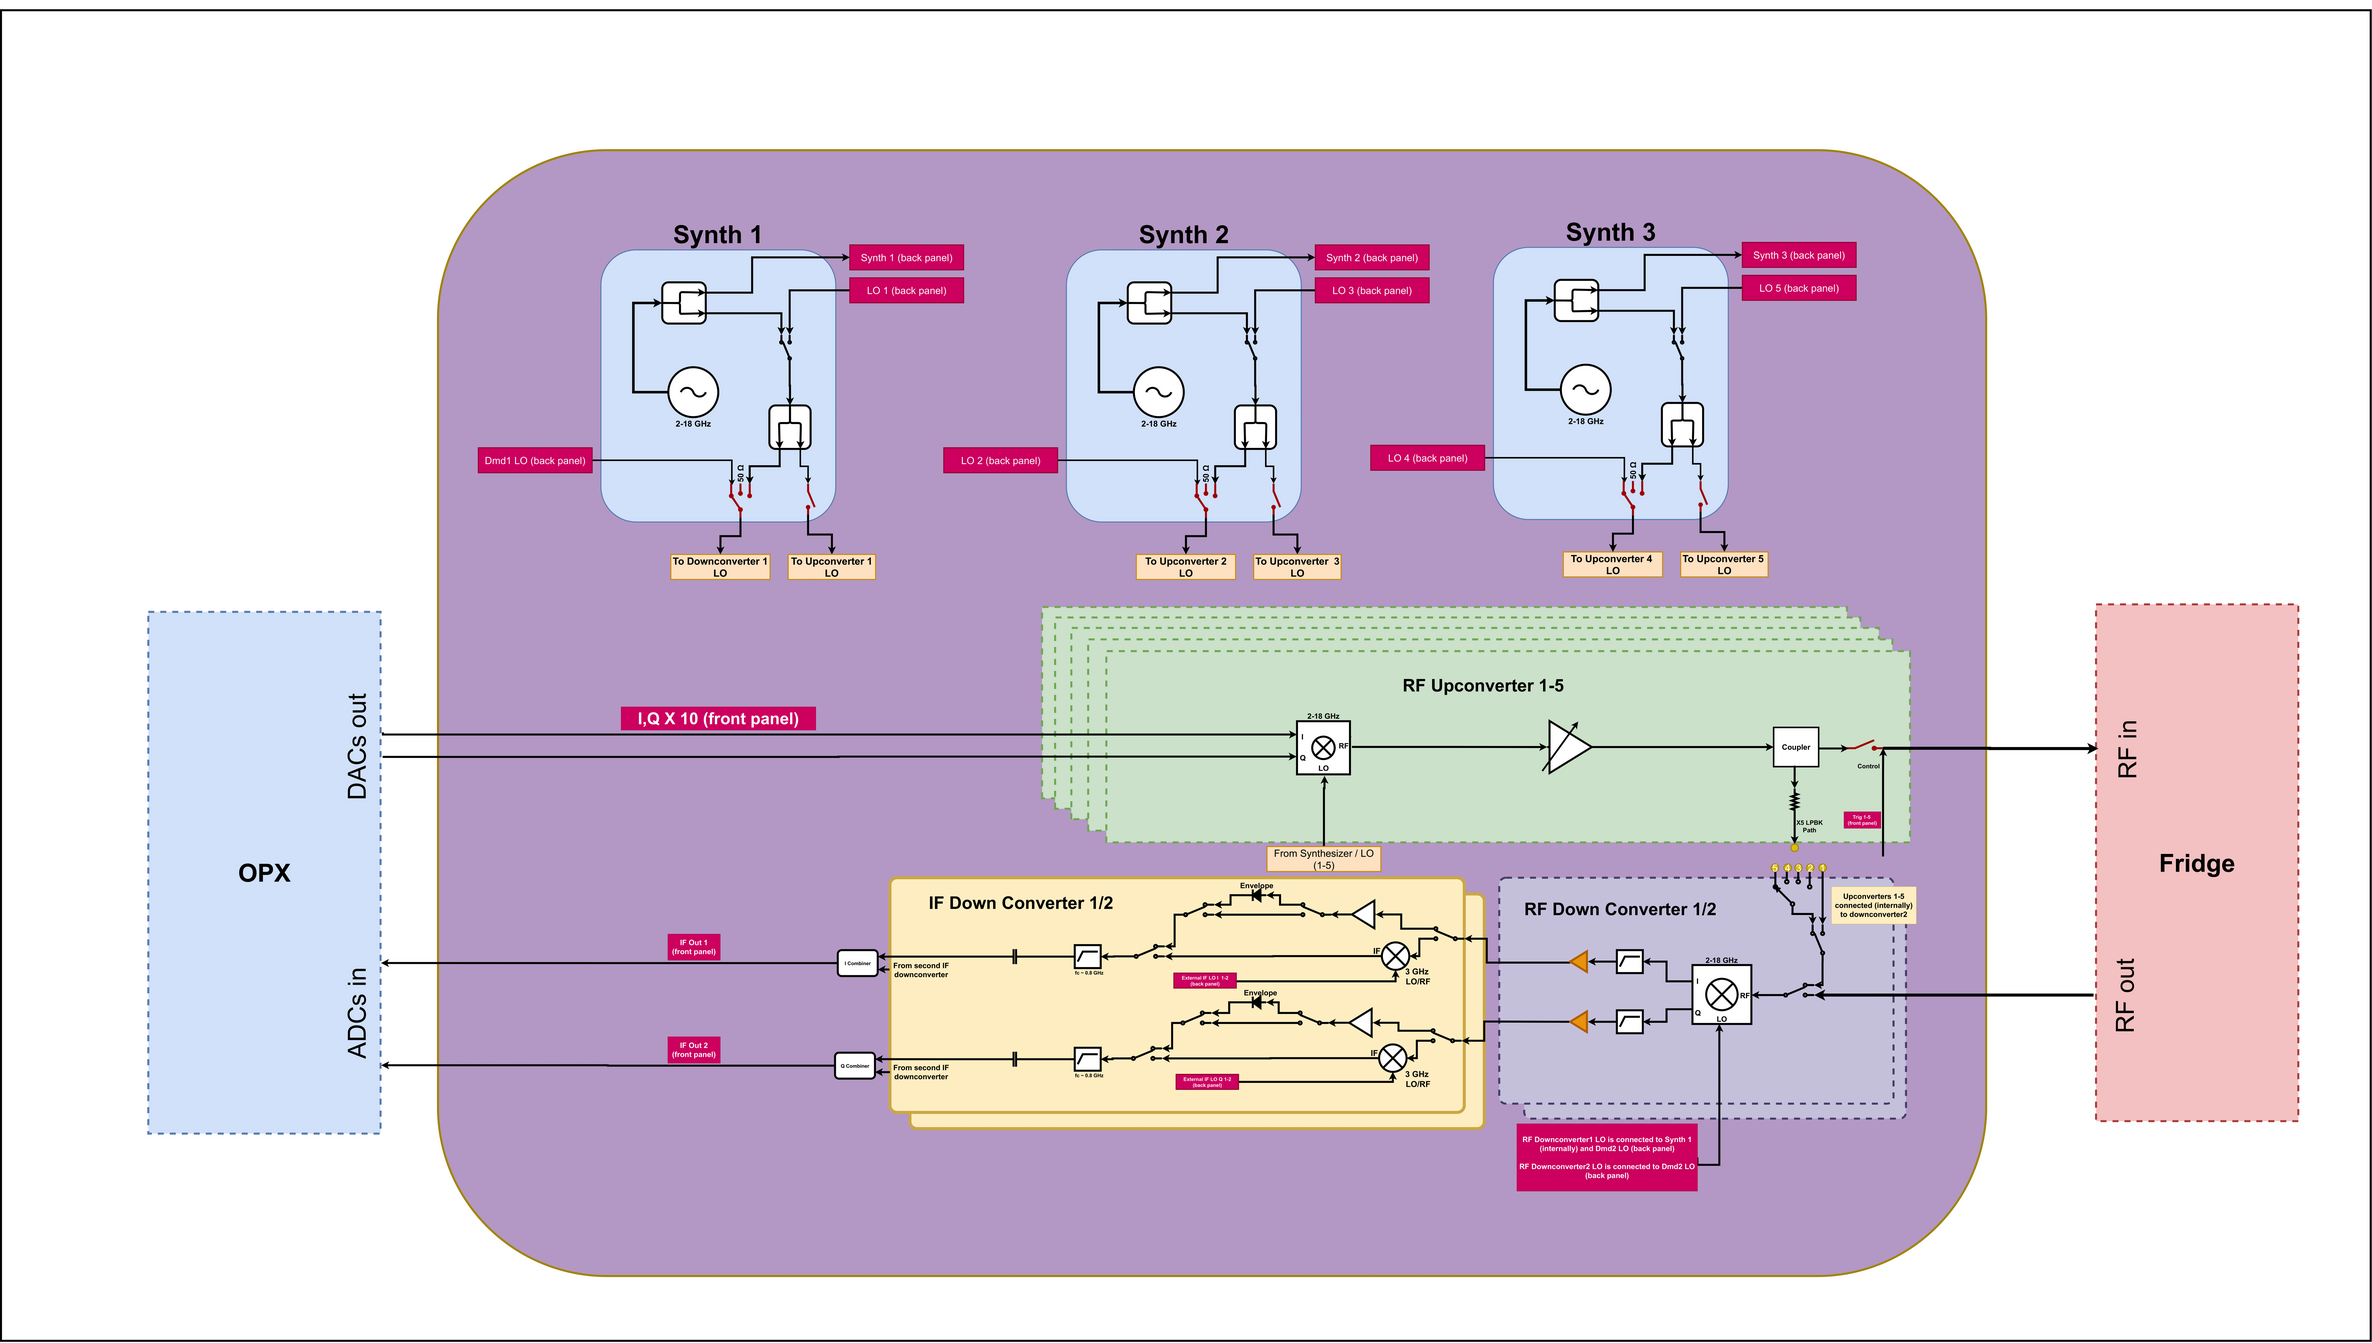 Synth 1
Synth 2
Synth 3
Synth 1 (back panel)
LO 1 (back panel)
2-18 GHz
Dmd1 LO (back panel)
50 Ω
To Downconverter 1
LO
To Upconverter 1
LO
Synth 2 (back panel)
LO 3 (back panel)
2-18 GHz
LO 2 (back panel)
50 Ω
To Upconverter 2
LO
To Upconverter 3
LO
Synth 3 (back panel)
LO 5 (back panel)
2-18 GHz
LO 4 (back panel)
50 Ω
To Upconverter 4
LO
To Upconverter 5
LO
OPX
DACs out
ADCs in
I,Q X 10 (front panel)
RF Upconverter 1-5
2-18 GHz
I
Q
RF
LO
Coupler
Control
X5 LPBK
Path
Trig 1-5
(front panel)
From Synthesizer / LO
(1-5)
Fridge
RF in
RF out
IF Down Converter 1/2
Envelope
IF
3 GHz
LO/RF
External IF LO I 1-2
(back panel)
fc ~ 0.8 GHz
I Combiner
From second IF
downconverter
IF Out 1
(front panel)
Envelope
IF
3 GHz
LO/RF
External IF LO Q 1-2
(back panel)
fc ~ 0.8 GHz
Q Combiner
From second IF
downconverter
IF Out 2
(front panel)
RF Down Converter 1/2
5 4 3 2 1
Upconverters 1-5
connected (internally)
to downconverter2
2-18 GHz
I
Q
RF
LO
RF Downconverter1 LO is connected to Synth 1
(internally) and Dmd2 LO (back panel)
RF Downconverter2 LO is connected to Dmd2 LO
(back panel)